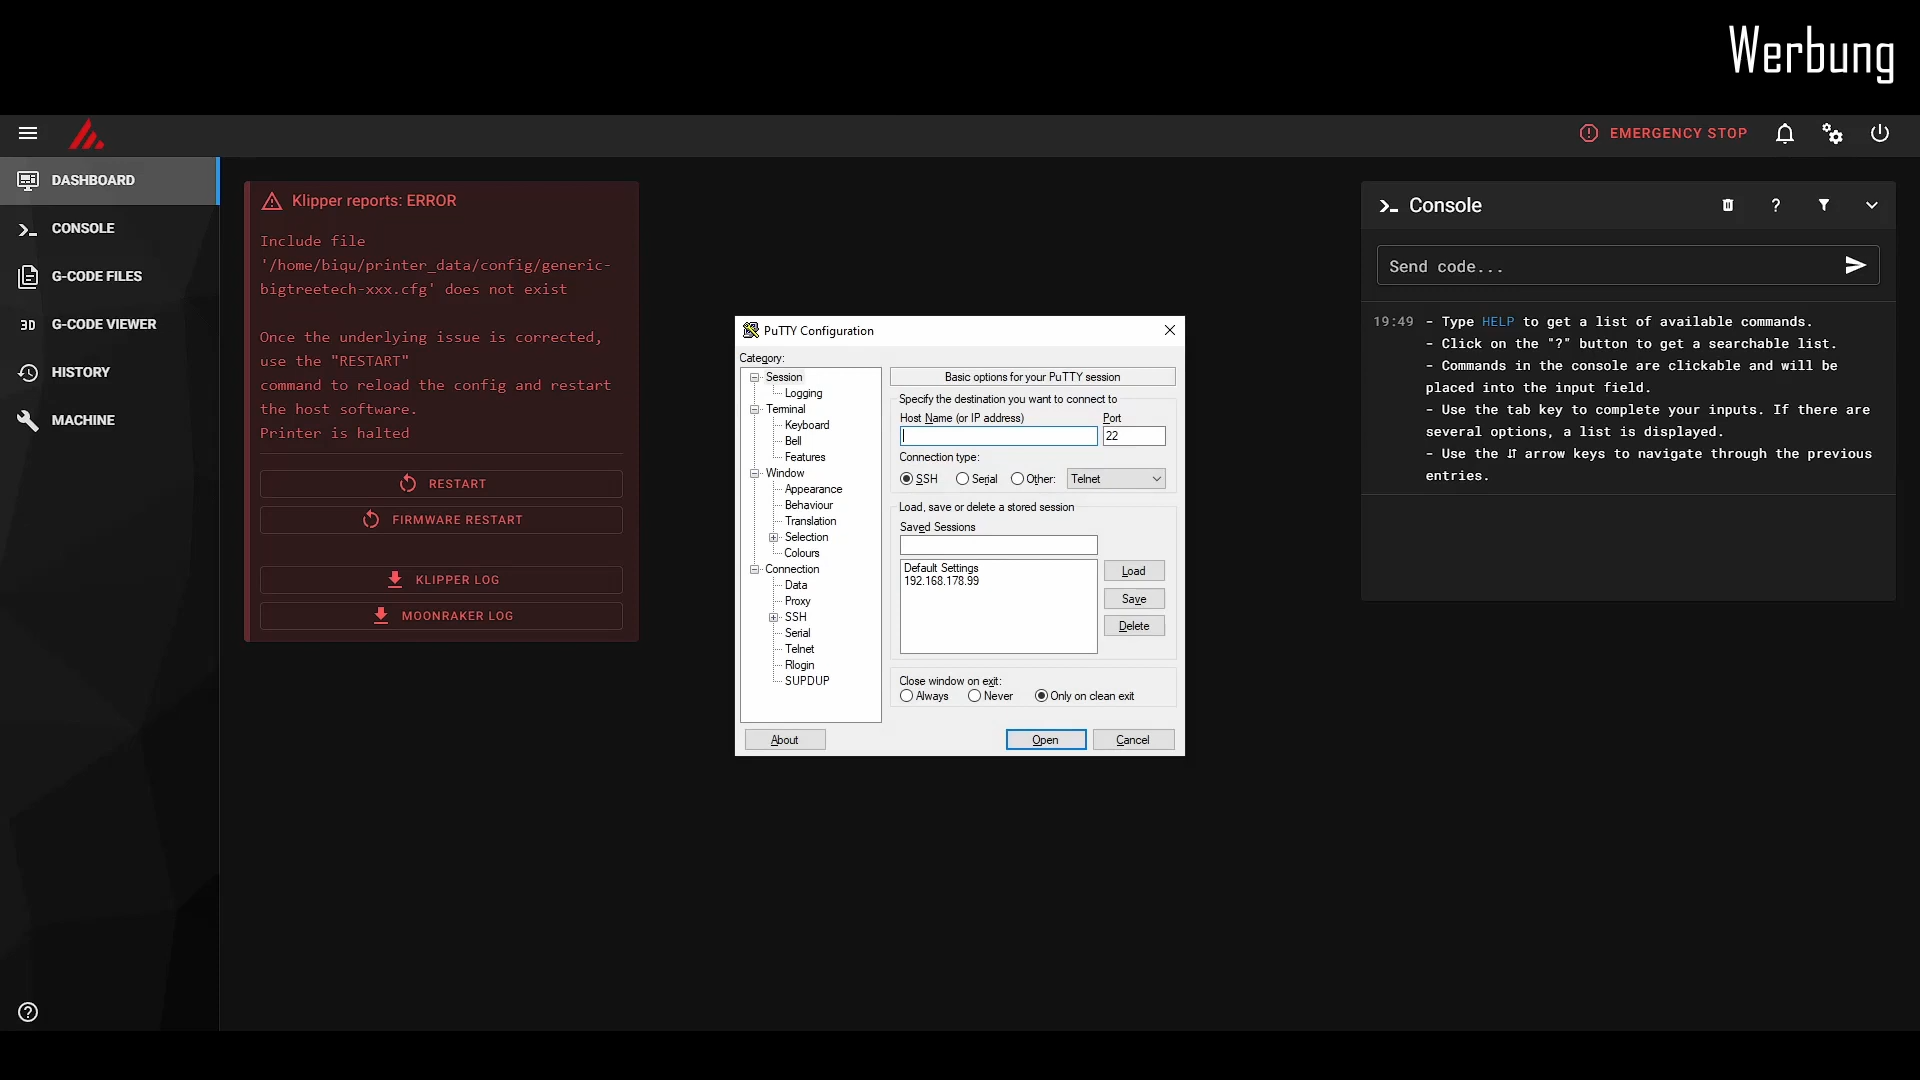 Werbung
EMERGENCY STOP
DASHBOARD
CONSOLE
G-CODE FILES
3D G-CODE VIEWER
HISTORY
MACHINE
Klipper reports: ERROR
Include file
'/home/biqu/printer_data/config/generic-
bigtreetech-xxx.cfg' does not exist
Once the underlying issue is corrected,
use the "RESTART"
command to reload the config and restart
the host software.
Printer is halted
RESTART
FIRMWARE RESTART
KLIPPER LOG
MOONRAKER LOG
PuTTY Configuration
Category:
Session
Logging
Terminal
Keyboard
Bell
Features
Window
Appearance
Behaviour
Translation
Selection
Colours
Connection
Data
Proxy
SSH
Serial
Telnet
Rlogin
SUPDUP
Basic options for your PuTTY session
Specify the destination you want to connect to
Host Name (or IP address) Port
22
Connection type:
SSH Serial Other: Telnet
Load, save or delete a stored session
Saved Sessions
Default Settings
192.168.178.99
Load
Save
Delete
Close window on exit:
Always Never Only on clean exit
About Open Cancel
Console ?
Send code...
19:49 - Type HELP to get a list of available commands.
- Click on the "?" button to get a searchable list.
- Commands in the console are clickable and will be
placed into the input field.
- Use the tab key to complete your inputs. If there are
several options, a list is displayed.
- Use the ⇵ arrow keys to navigate through the previous
entries.